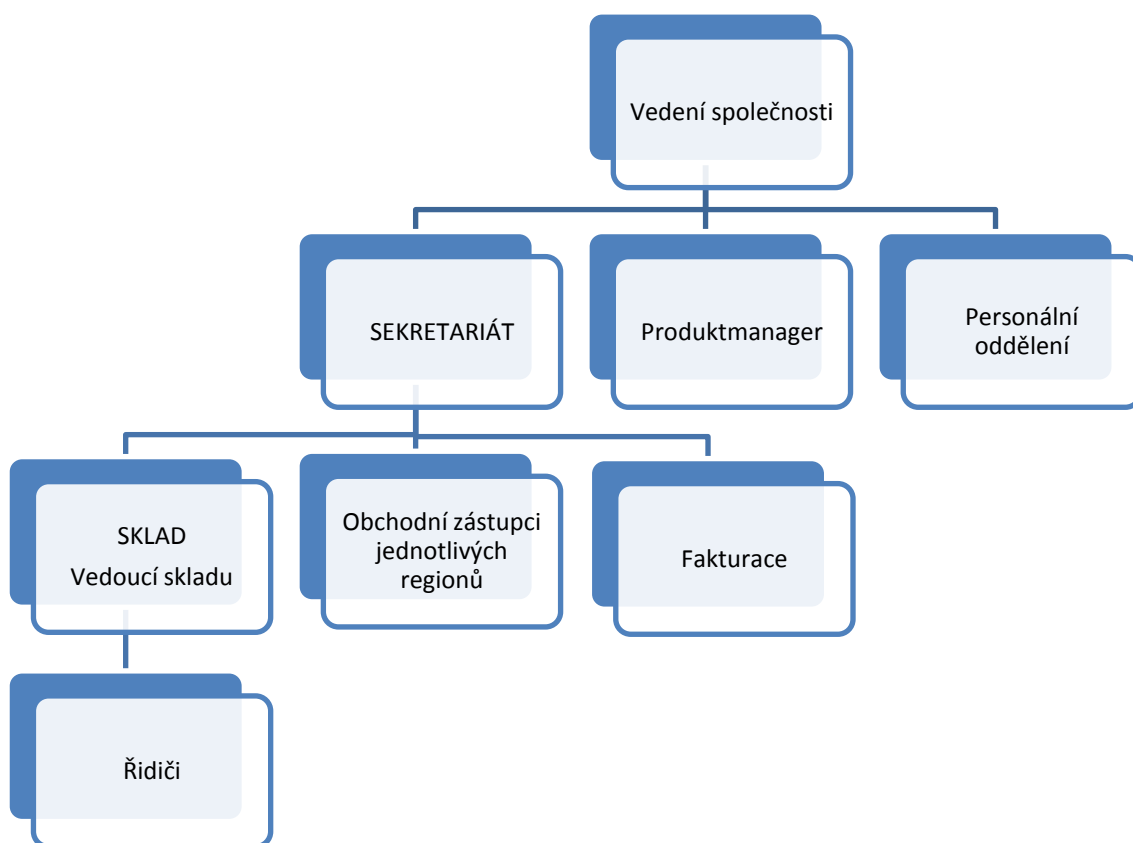 Vedení společnosti
SEKRETARIÁT
Produktmanager
Personální
oddělení
SKLAD
Vedoucí skladu
Obchodní zástupci
jednotlivých
regionů
Fakturace
Řidiči